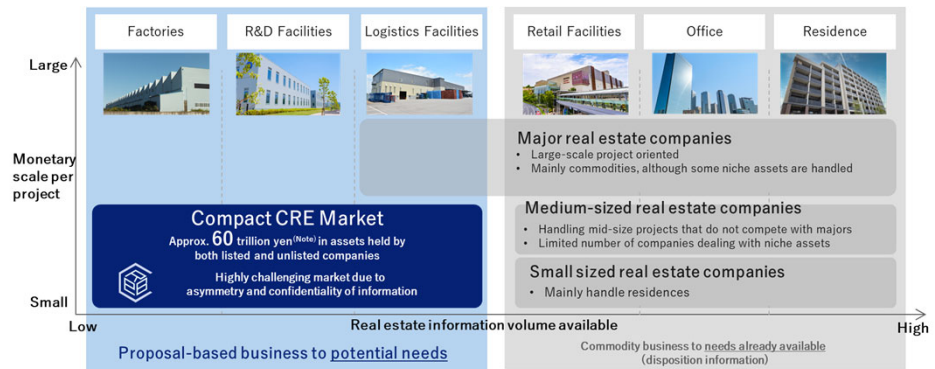 Factories
R&D Facilities
Logistics Facilities
Retail Facilities
Office
Residence
Large
Monetary
scale per
project
Small
Major real estate companies
• Large-scale project oriented
• Mainly commodities, although some niche assets are handled
Compact CRE Market
Approx. 60 trillion yen(Note) in assets held by
both listed and unlisted companies
Highly challenging market due to
asymmetry and confidentiality of information
Medium-sized real estate companies
• Handling mid-size projects that do not compete with majors
• Limited number of companies dealing with niche assets
Small sized real estate companies
• Mainly handle residences
Low
Real estate information volume available
High
Proposal-based business to potential needs
Commodity business to needs already available
(disposition information)